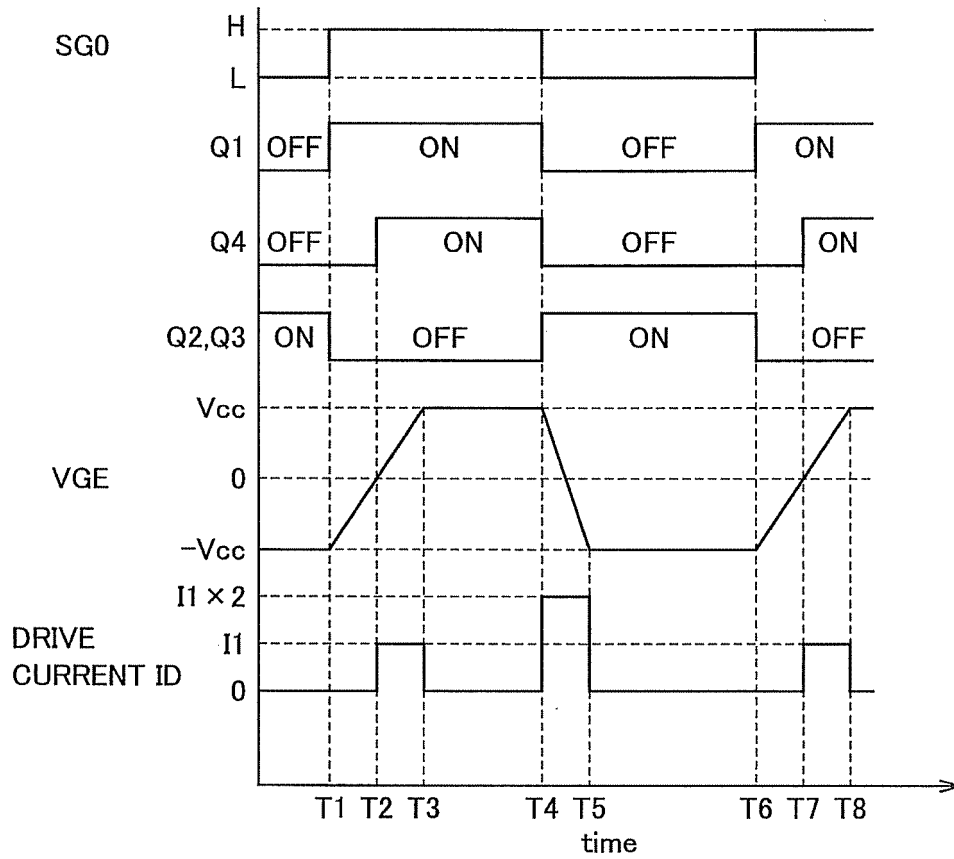 H
SG0
L
Q1 OFF ON OFF ON
Q4 OFF ON OFF ON
Q2,Q3 ON OFF ON OFF
Vcc
VGE 0
-Vcc
I1 × 2
DRIVE I1
CURRENT ID 0
T1 T2 T3 T4 T5 T6 T7 T8
time